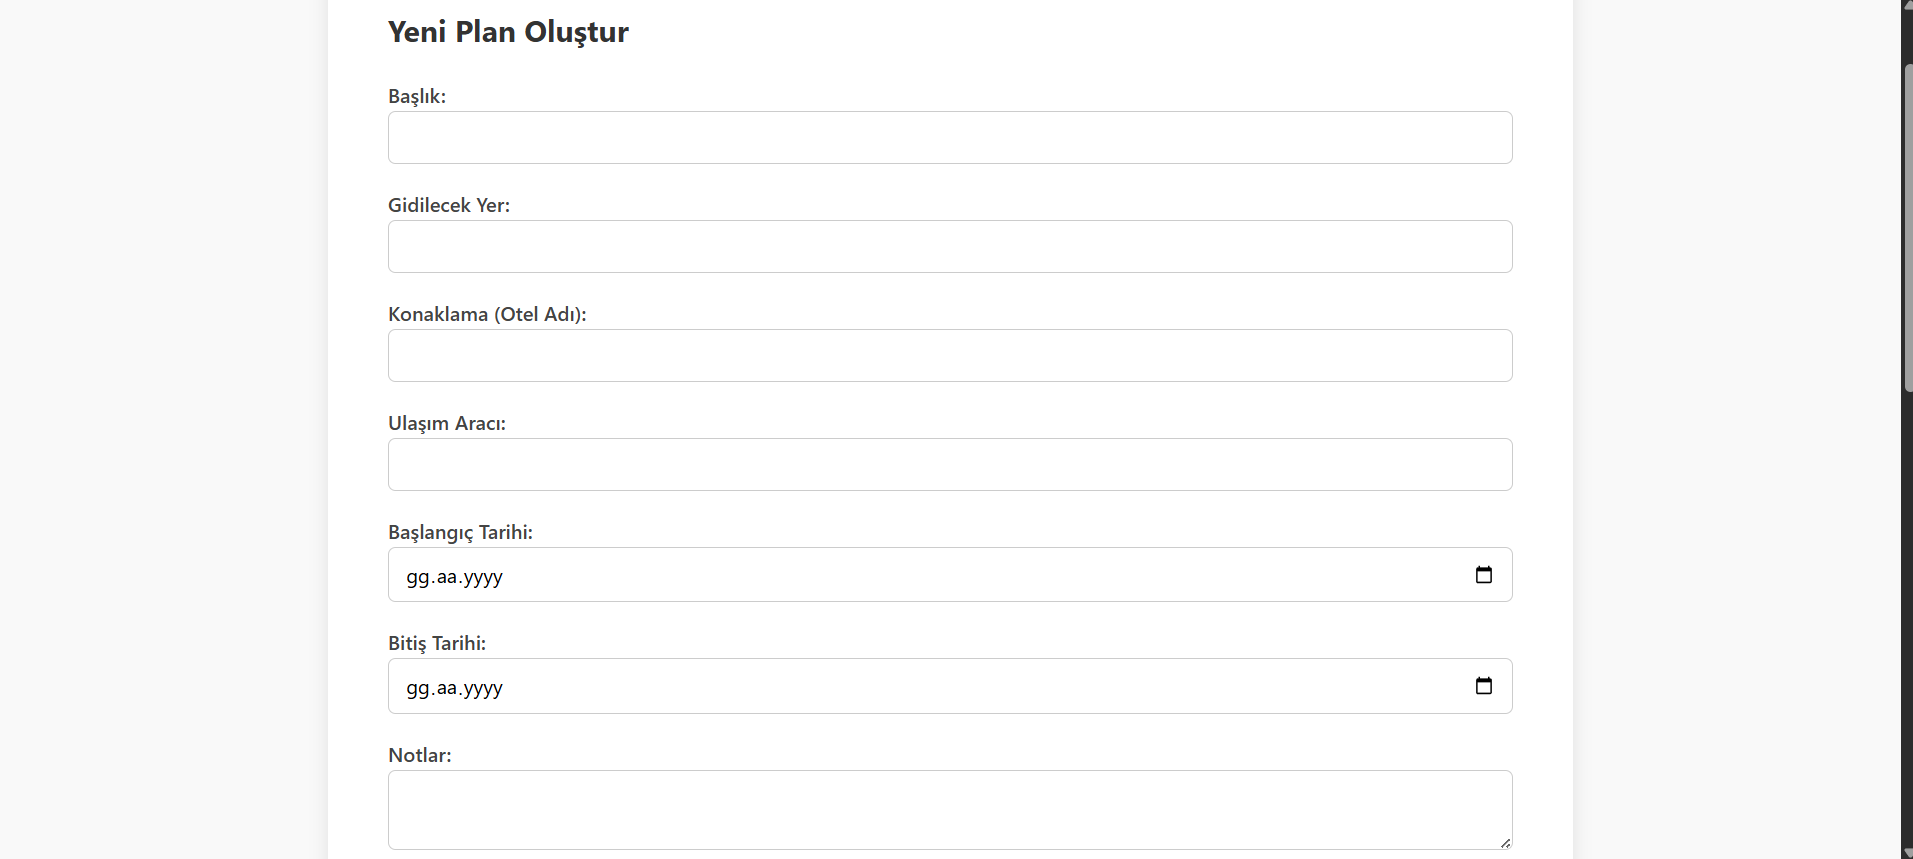 Yeni Plan Oluştur
Başlık:
Gidilecek Yer:
Konaklama (Otel Adı):
Ulaşım Aracı:
Başlangıç Tarihi:
gg.aa.yyyy
Bitiş Tarihi:
gg.aa.yyyy
Notlar: